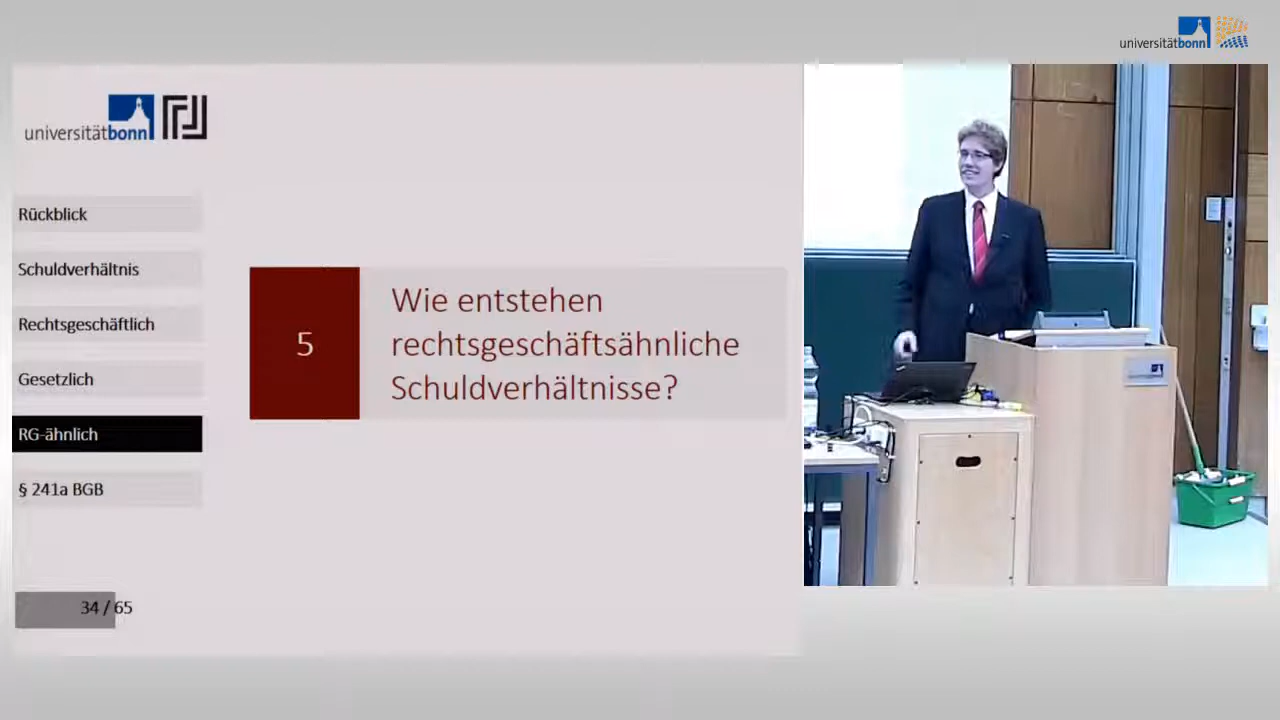 universitätbonn
universitätbonn
Rückblick
Schuldverhältnis
Rechtsgeschäftlich
Gesetzlich
RG-ähnlich
§ 241a BGB
34 / 65
5
Wie entstehen
rechtsgeschäftsähnliche
Schuldverhältnisse?